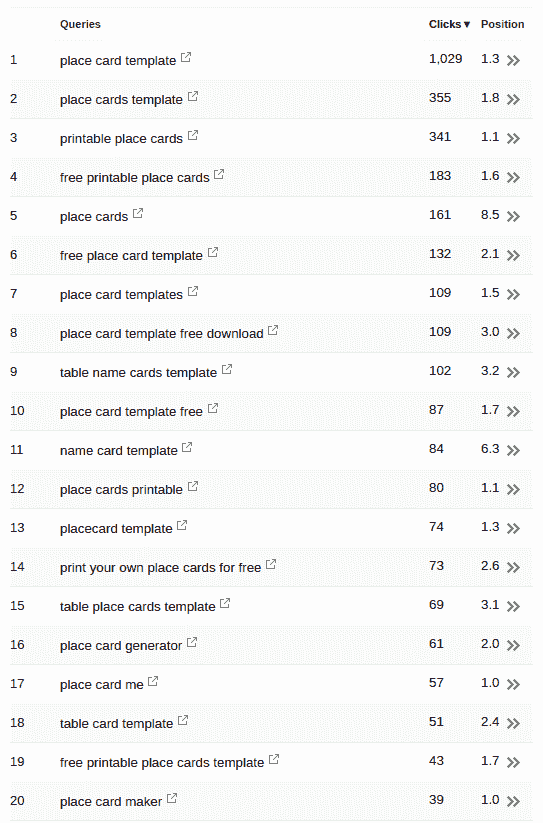 Queries Clicks▼ Position
1 place card template 1,029 1.3
2 place cards template 355 1.8
3 printable place cards 341 1.1
4 free printable place cards 183 1.6
5 place cards 161 8.5
6 free place card template 132 2.1
7 place card templates 109 1.5
8 place card template free download 109 3.0
9 table name cards template 102 3.2
10 place card template free 87 1.7
11 name card template 84 6.3
12 place cards printable 80 1.1
13 placecard template 74 1.3
14 print your own place cards for free 73 2.6
15 table place cards template 69 3.1
16 place card generator 61 2.0
17 place card me 57 1.0
18 table card template 51 2.4
19 free printable place cards template 43 1.7
20 place card maker 39 1.0